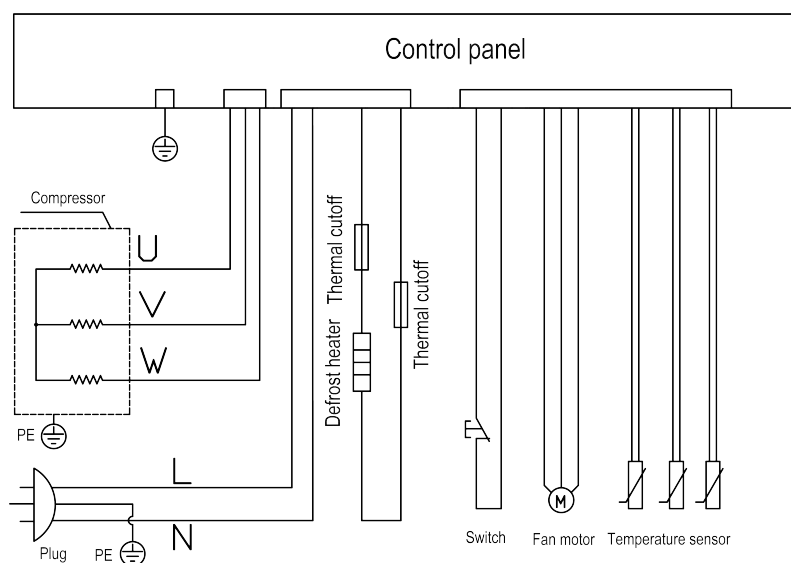 Control panel
Compressor
U
V
W
PE
Thermal cutoff
Defrost heater
Thermal cutoff
L
N
Plug
PE
M
Switch
Fan motor
Temperature sensor